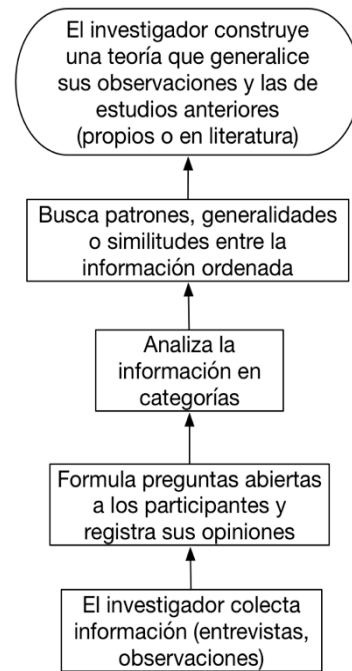 El investigador construye
una teoría que generalice
sus observaciones y las de
estudios anteriores
(propios o en literatura)
Busca patrones, generalidades
o similitudes entre la
información ordenada
Analiza la
información en
categorías
Formula preguntas abiertas
a los participantes y
registra sus opiniones
El investigador colecta
información (entrevistas,
observaciones)